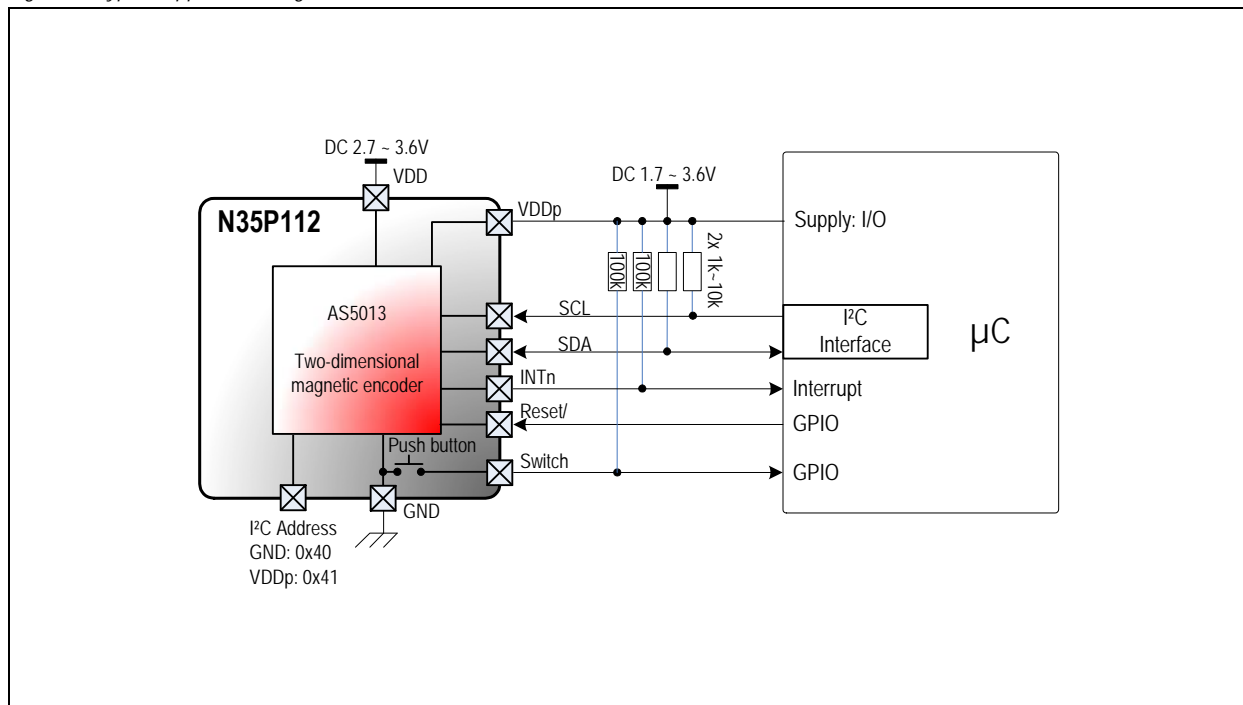 DC 2.7 ~ 3.6V
VDD
DC 1.7 ~ 3.6V
N35P112
VDDp
Supply: I/O
100k
100k
2x 1k~10k
AS5013
Two-dimensional
magnetic encoder
SCL
SDA
INTn
Reset/
Push button
Switch
I²C
Interface
µC
Interrupt
GPIO
GPIO
GND
I²C Address
GND: 0x40
VDDp: 0x41